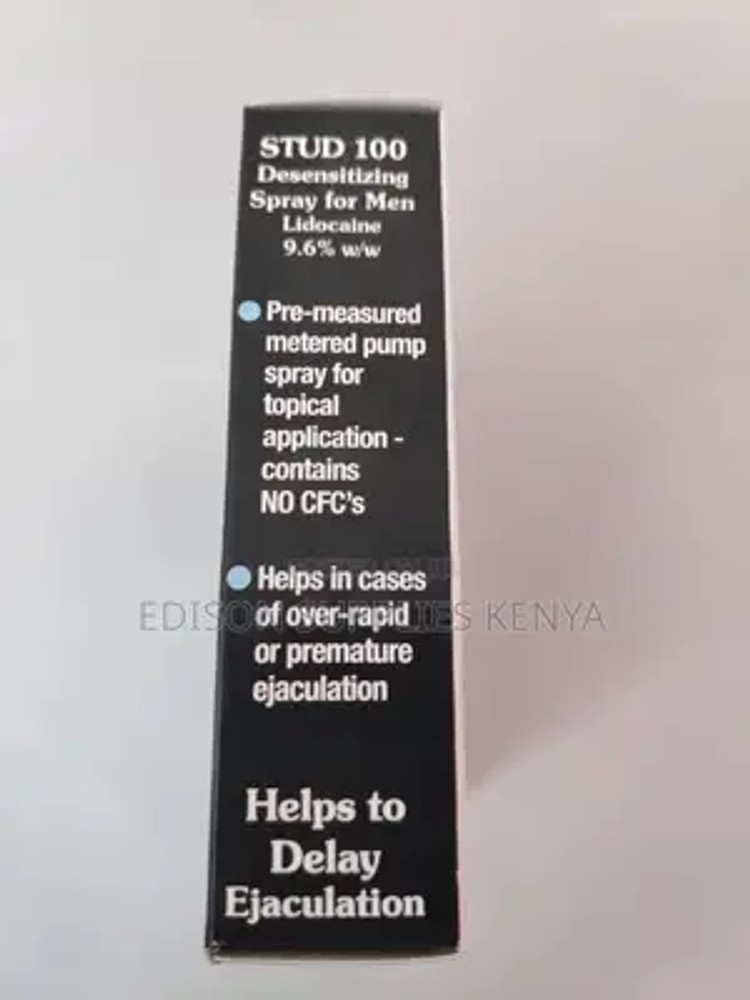 STUD 100
Desensitizing
Spray for Men
Lidocaine
9.6% w/w
Pre-measured
metered pump
spray for
topical
application -
contains
NO CFC's
Helps in cases
of over-rapid
or premature
ejaculation
EDISON SUPPLIES KENYA
Helps to
Delay
Ejaculation